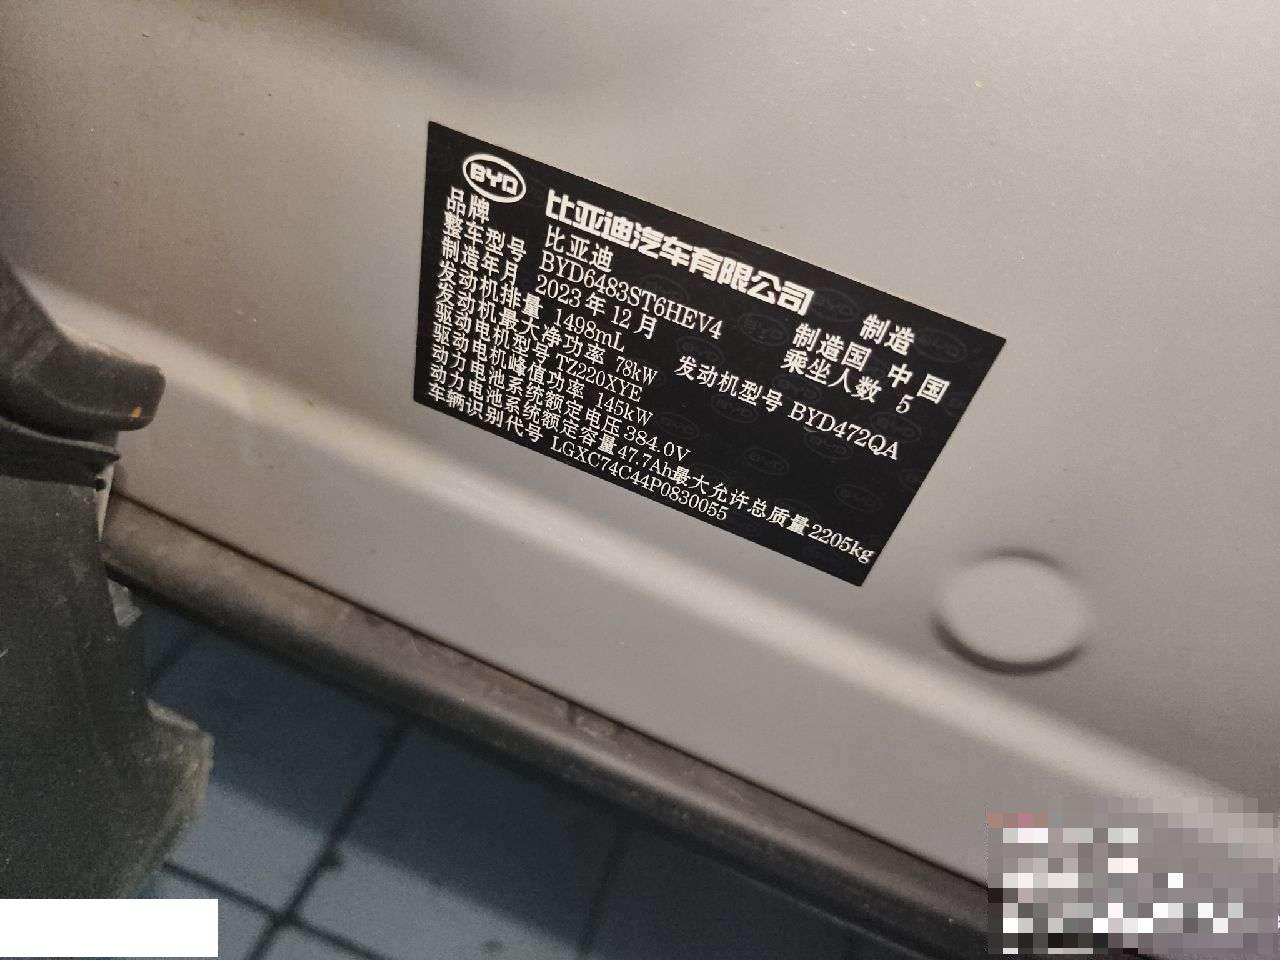 BYD 比亚迪汽车有限公司 制造
品牌 比亚迪 制造国 中国
整车型号 BYD6483ST6HEV4 乘坐人数 5
制造年月 2023年12月
发动机排量 1498mL 发动机型号 BYD472QA
发动机最大净功率 78kW
驱动电机型号 TZ220XYE
驱动电机峰值功率 145kW
动力电池系统额定电压 384.0V
动力电池系统额定容量 47.7Ah 最大允许总质量 2205kg
车辆识别代号 LGXC74C44P0830055